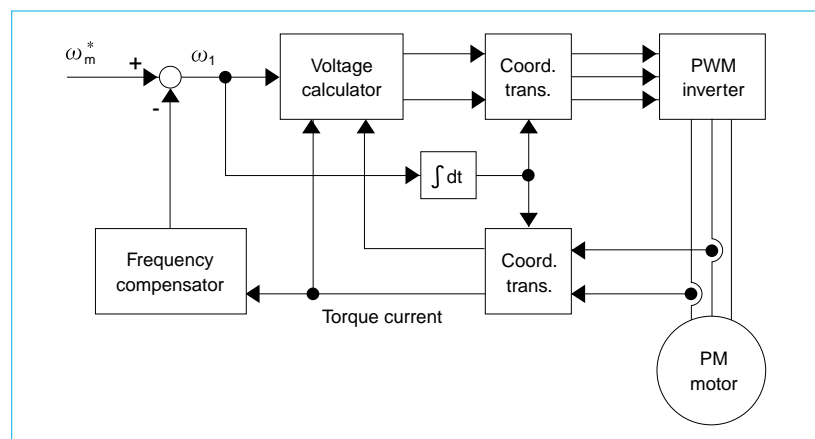 ω*m
+
-
ω1
Voltage
calculator
Coord.
trans.
PWM
inverter
∫ dt
Frequency
compensator
Coord.
trans.
Torque current
PM
motor